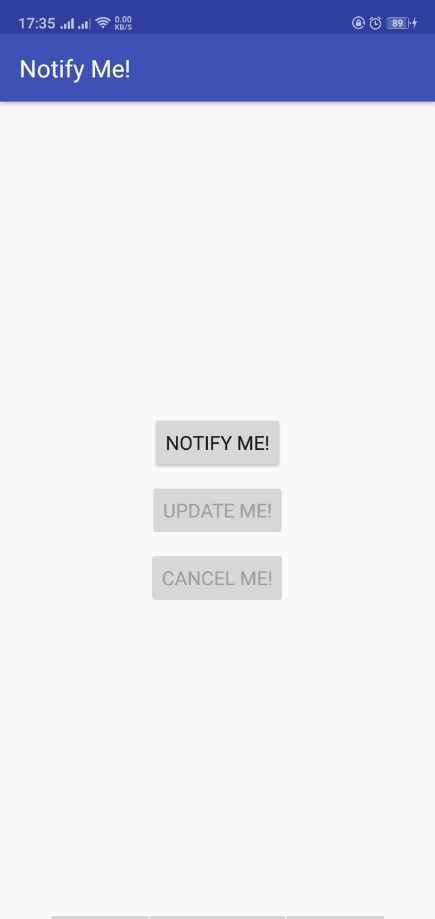 17:35 0.00 KB/S 89
Notify Me!
NOTIFY ME!
UPDATE ME!
CANCEL ME!